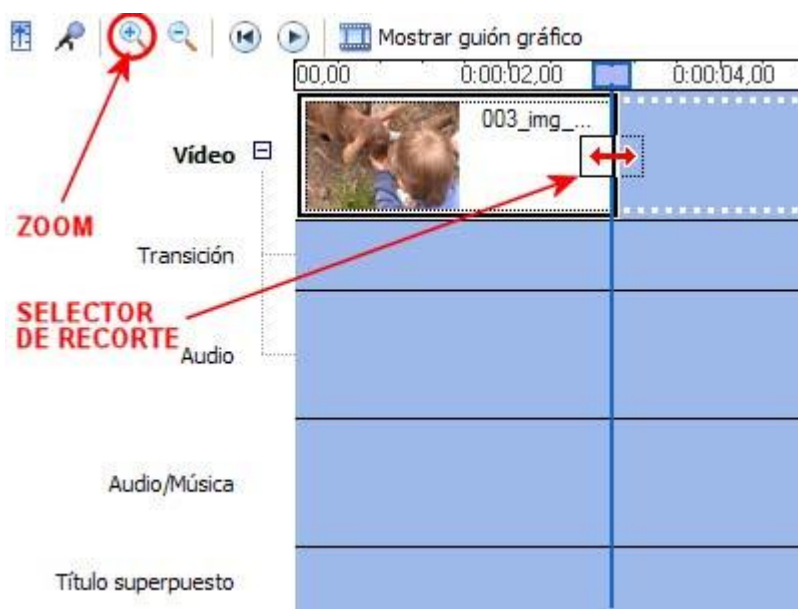 Mostrar guión gráfico
00,00 0:00:02,00 0:00:04,00
003_img_...
Vídeo
ZOOM
Transición
SELECTOR
DE RECORTE
Audio
Audio/Música
Título superpuesto